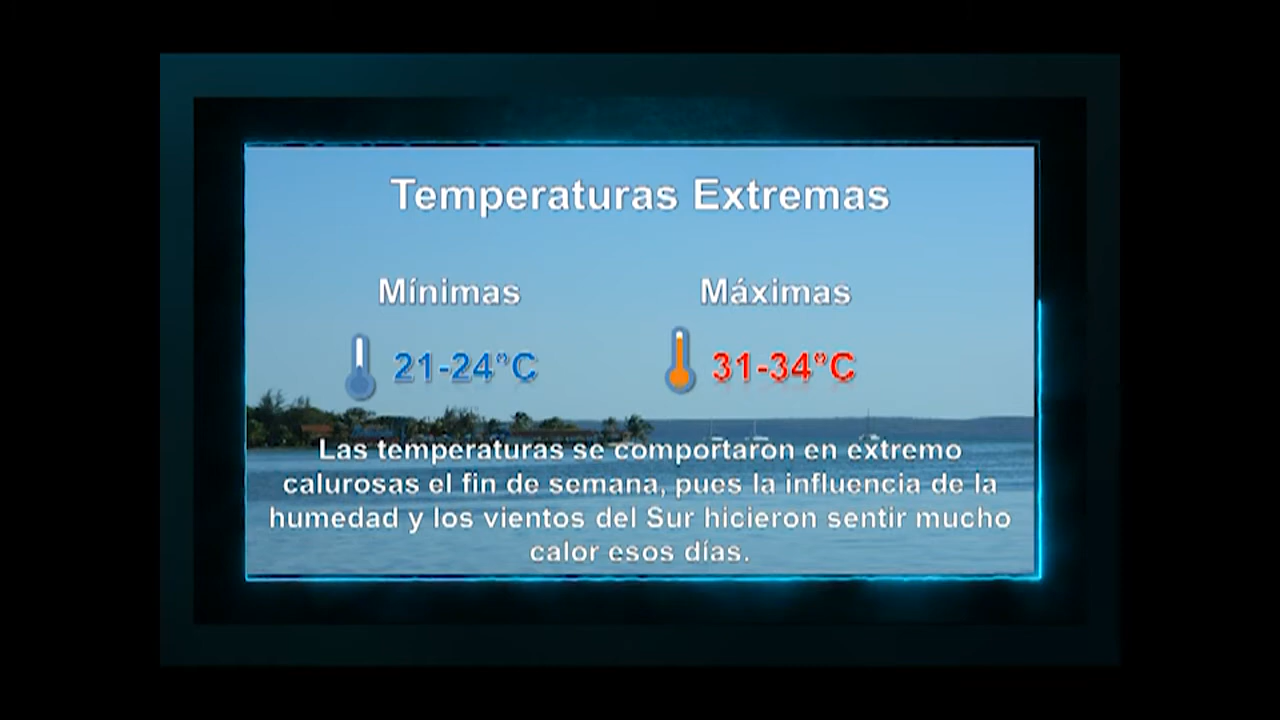 Temperaturas Extremas
Mínimas
Máximas
21-24°C
31-34°C
Las temperaturas se comportaron en extremo
calurosas el fin de semana, pues la influencia de la
humedad y los vientos del Sur hicieron sentir mucho
calor esos días.